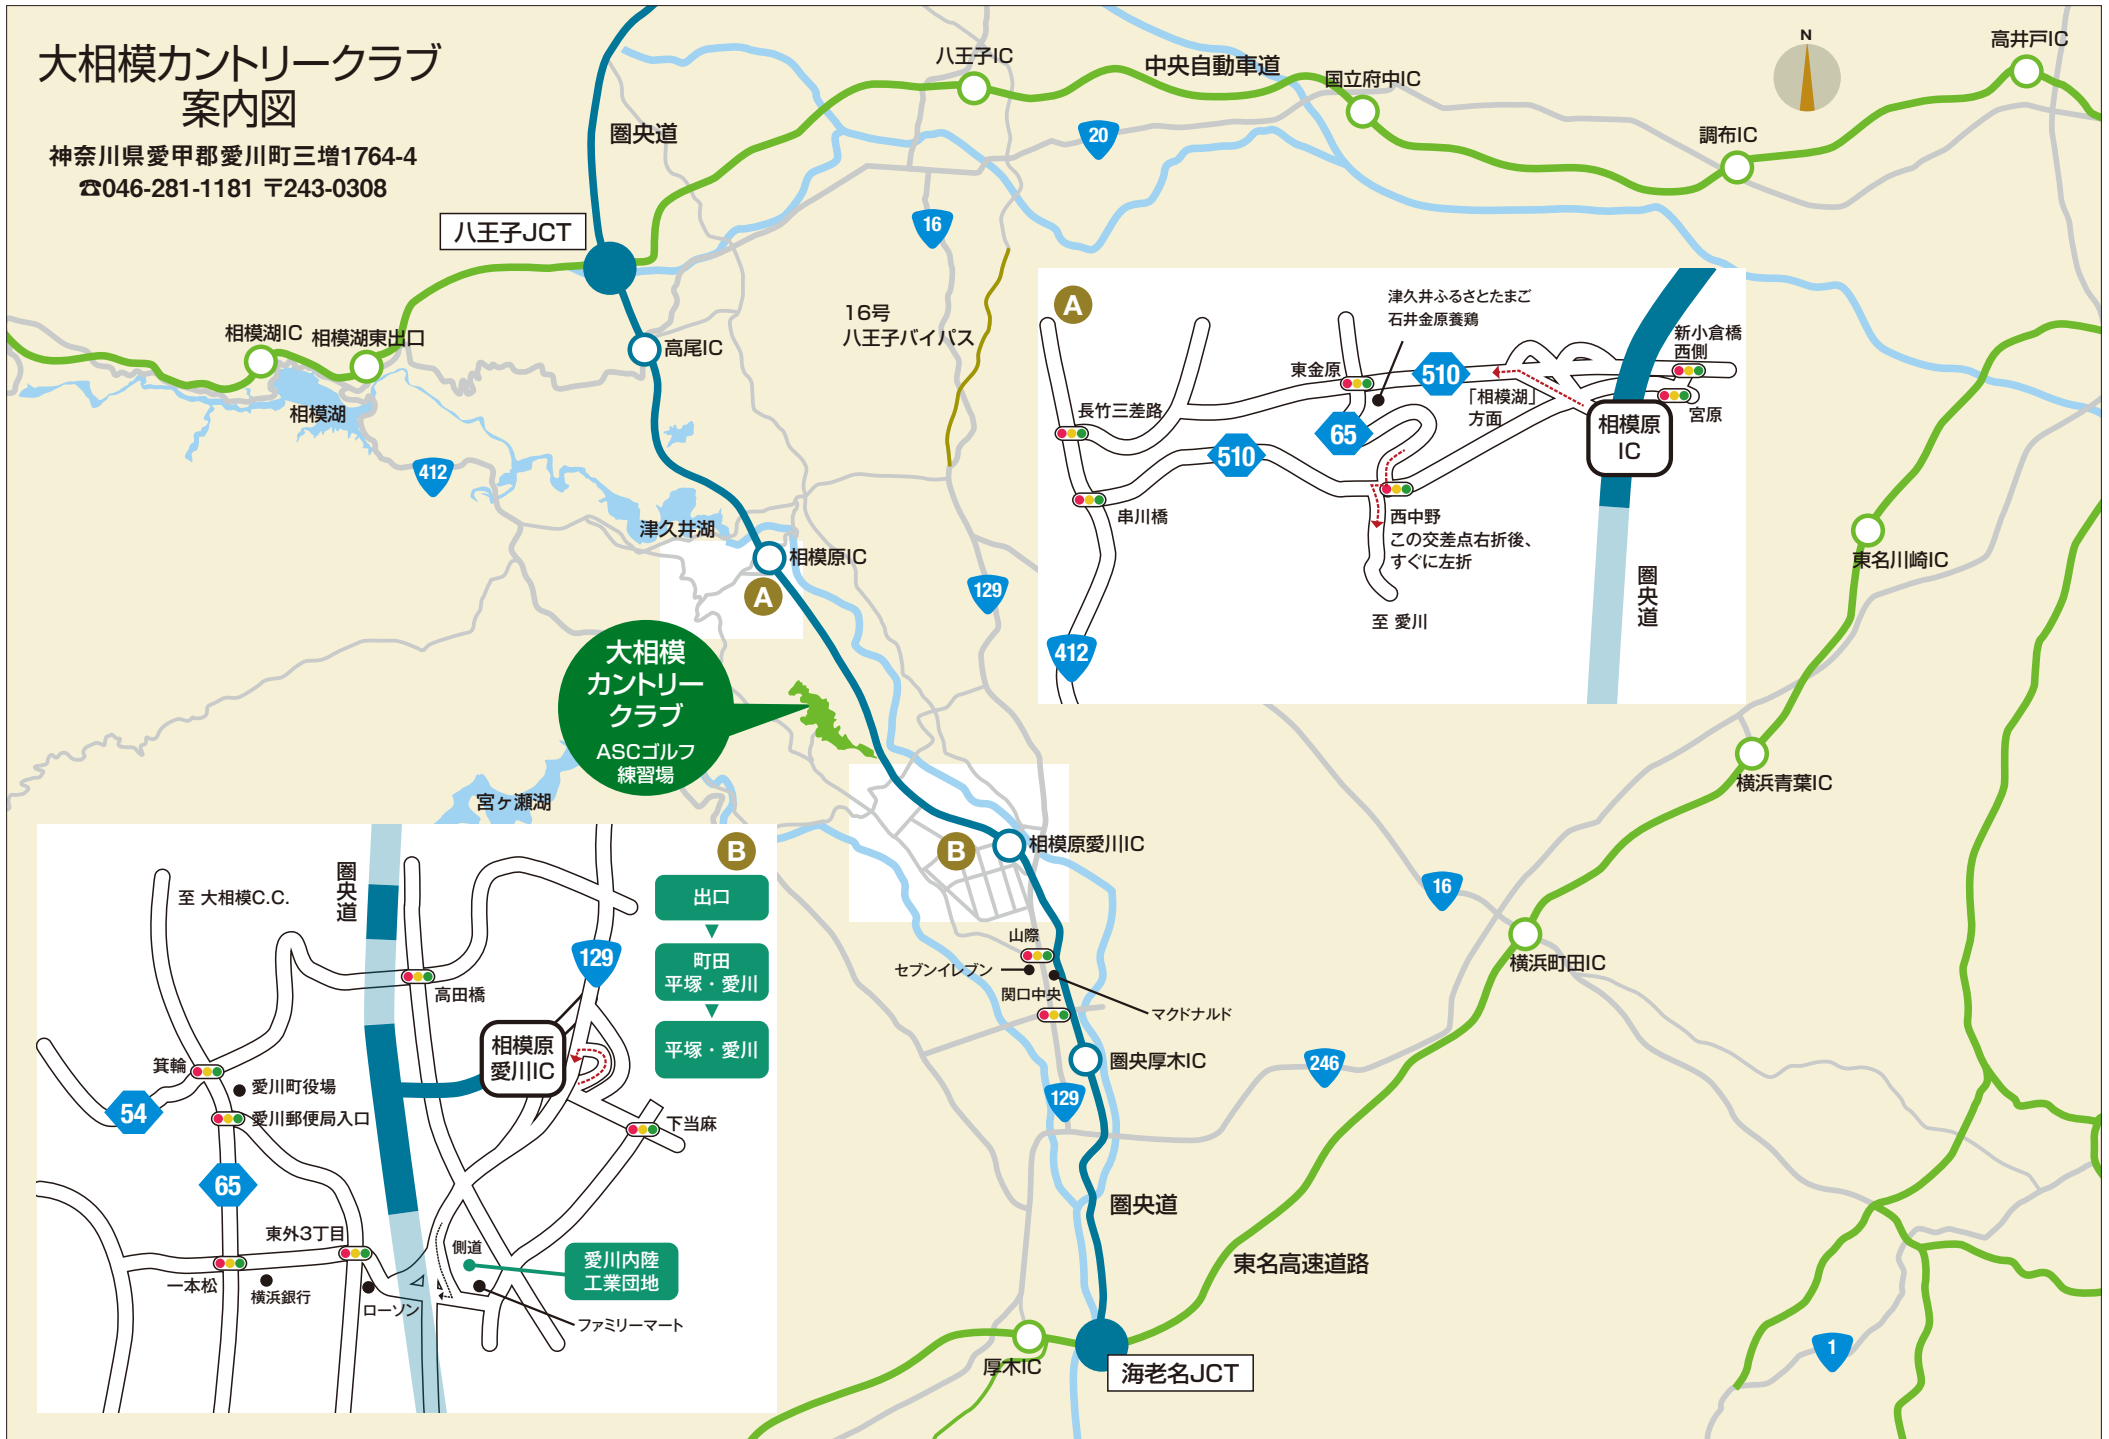 大相模カントリークラブ
案内図
神奈川県愛甲郡愛川町三増1764-4
☎046-281-1181 〒243-0308
八王子IC
中央自動車道
国立府中IC
N
高井戸IC
調布IC
圏央道
20
16
八王子JCT
16号
八王子バイパス
相模湖IC
相模湖東出口
高尾IC
相模湖
412
津久井湖
相模原IC
A
129
大相模
カントリー
クラブ
ASCゴルフ
練習場
宮ヶ瀬湖
B
相模原愛川IC
山際
セブンイレブン
関口中央
マクドナルド
圏央厚木IC
129
246
16
圏央道
東名高速道路
厚木IC
海老名JCT
1
東名川崎IC
横浜青葉IC
横浜町田IC
A
津久井ふるさとたまご
石井金原養鶏
新小倉橋
西側
東金原
510
「相模湖」
方面
宮原
長竹三差路
65
相模原
IC
510
串川橋
西中野
この交差点右折後、
すぐに左折
圏央道
至 愛川
412
B
圏央道
至 大相模C.C.
出口
129
町田
平塚・愛川
高田橋
平塚・愛川
相模原
愛川IC
箕輪
愛川町役場
54
愛川郵便局入口
下当麻
65
東外3丁目
側道
愛川内陸
工業団地
一本松
横浜銀行
ローソン
ファミリーマート